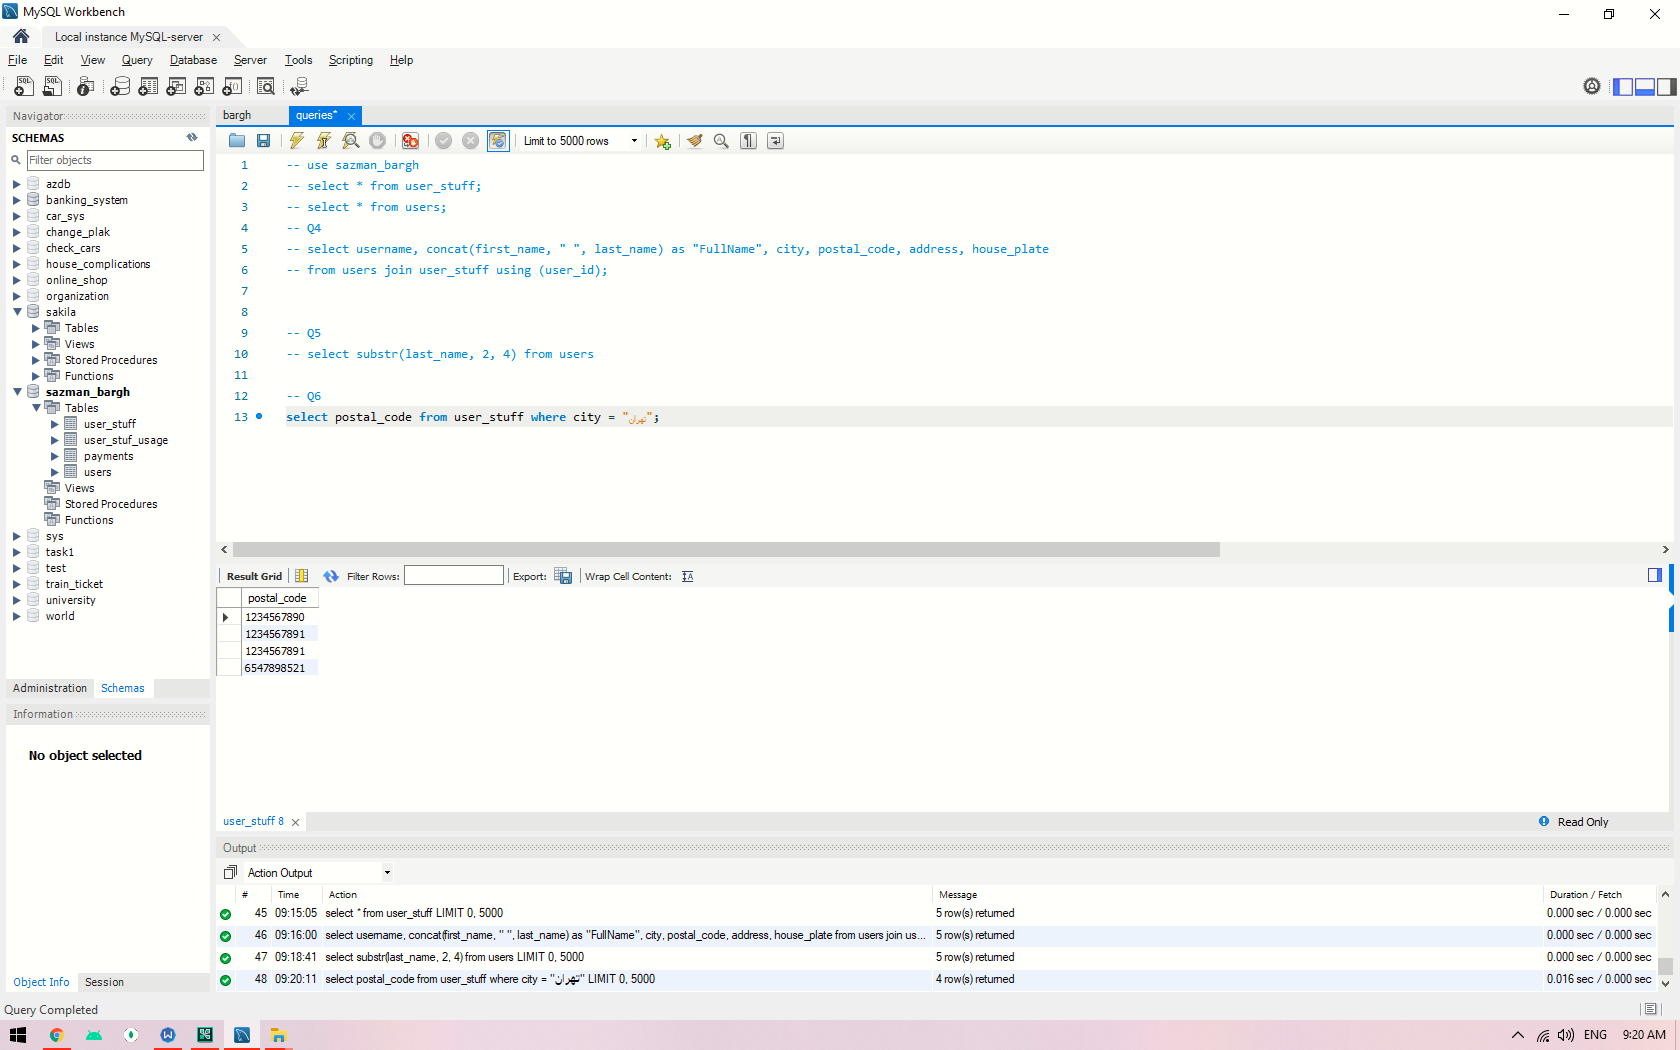 MySQL Workbench
Local instance MySQL-server
File Edit View Query Database Server Tools Scripting Help
Navigator
SCHEMAS
Filter objects
azdb
banking_system
car_sys
change_plak
check_cars
house_complications
online_shop
organization
sakila
Tables
Views
Stored Procedures
Functions
sazman_bargh
Tables
user_stuff
user_stuf_usage
payments
users
Views
Stored Procedures
Functions
sys
task1
test
train_ticket
university
world
Administration Schemas
Information
No object selected
Object Info Session
bargh queries*
Limit to 5000 rows
1 -- use sazman_bargh
2 -- select * from user_stuff;
3 -- select * from users;
4 -- Q4
5 -- select username, concat(first_name, " ", last_name) as "FullName", city, postal_code, address, house_plate
6 -- from users join user_stuff using (user_id);
7
8
9 -- Q5
10 -- select substr(last_name, 2, 4) from users
11
12 -- Q6
13 select postal_code from user_stuff where city = "تهران";
Result Grid Filter Rows: Export: Wrap Cell Content:
postal_code
1234567890
1234567891
1234567891
6547898521
user_stuff 8 Read Only
Output
Action Output
# Time Action Message Duration / Fetch
45 09:15:05 select * from user_stuff LIMIT 0, 5000 5 row(s) returned 0.000 sec / 0.000 sec
46 09:16:00 select username, concat(first_name, " ", last_name) as "FullName", city, postal_code, address, house_plate from users join us... 5 row(s) returned 0.000 sec / 0.000 sec
47 09:18:41 select substr(last_name, 2, 4) from users LIMIT 0, 5000 5 row(s) returned 0.000 sec / 0.000 sec
48 09:20:11 select postal_code from user_stuff where city = "تهران" LIMIT 0, 5000 4 row(s) returned 0.016 sec / 0.000 sec
Query Completed
ENG 9:20 AM